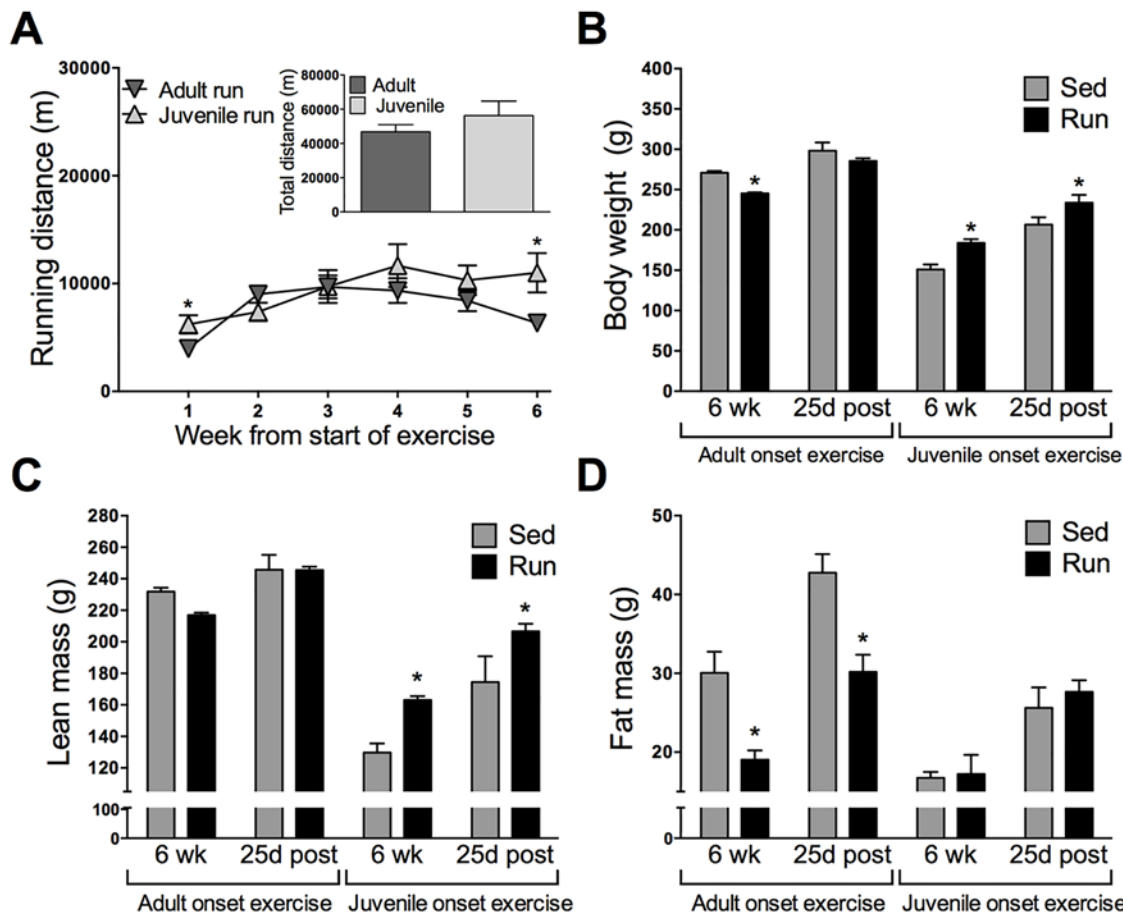 A
Running distance (m)
30000
20000
10000
0
Adult run
Juvenile run
Total distance (m)
80000
60000
40000
20000
0
Adult
Juvenile
*
*
1 2 3 4 5 6
Week from start of exercise
B
Body weight (g)
400
350
300
250
200
150
100
50
0
Sed
Run
*
*
*
6 wk 25d post 6 wk 25d post
Adult onset exercise Juvenile onset exercise
C
Lean mass (g)
280
260
240
220
200
180
160
140
120
100
0
Sed
Run
*
*
6 wk 25d post 6 wk 25d post
Adult onset exercise Juvenile onset exercise
D
Fat mass (g)
50
40
30
20
0
Sed
Run
*
*
6 wk 25d post 6 wk 25d post
Adult onset exercise Juvenile onset exercise